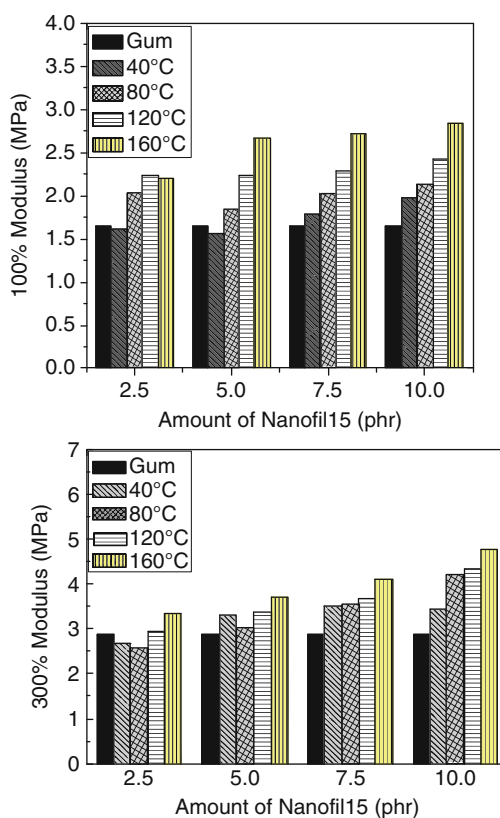 4.0
3.5
3.0
2.5
2.0
1.5
1.0
0.5
0.0
100% Modulus (MPa)
Gum
40°C
80°C
120°C
160°C
2.5 5.0 7.5 10.0
Amount of Nanofil15 (phr)
7
6
5
4
3
2
1
0
300% Modulus (MPa)
Gum
40°C
80°C
120°C
160°C
2.5 5.0 7.5 10.0
Amount of Nanofil15 (phr)